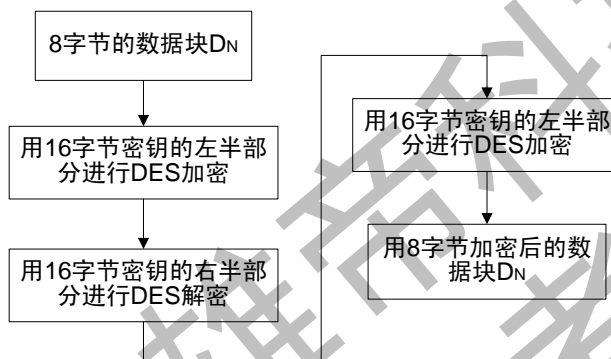 8字节的数据块DN
用16字节密钥的左半部
分进行DES加密
用16字节密钥的右半部
分进行DES解密
用16字节密钥的左半部
分进行DES加密
用8字节加密后的数
据块DN
雄帝科